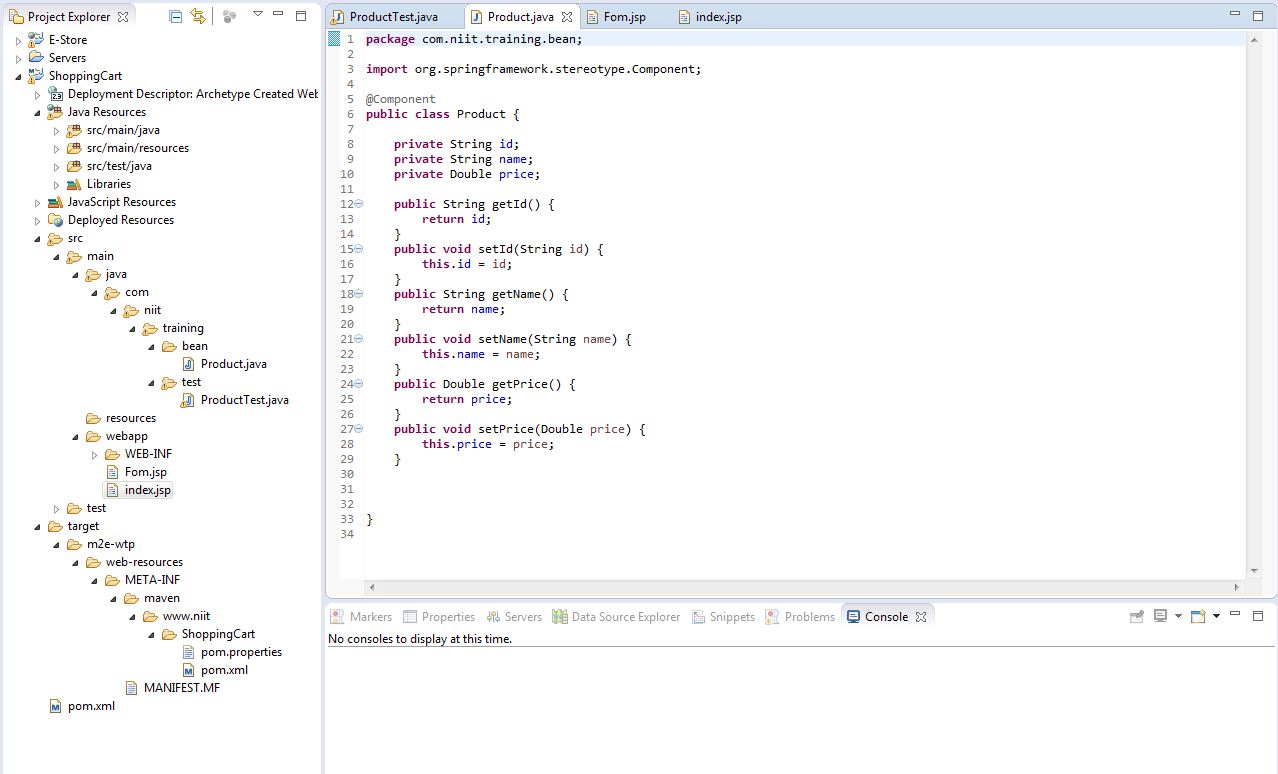 Project Explorer
E-Store
Servers
ShoppingCart
Deployment Descriptor: Archetype Created Web
Java Resources
src/main/java
src/main/resources
src/test/java
Libraries
JavaScript Resources
Deployed Resources
src
main
java
com
niit
training
bean
Product.java
test
ProductTest.java
resources
webapp
WEB-INF
Fom.jsp
index.jsp
test
target
m2e-wtp
web-resources
META-INF
maven
www.niit
ShoppingCart
pom.properties
pom.xml
MANIFEST.MF
pom.xml
ProductTest.java Product.java Fom.jsp index.jsp
1 package com.niit.training.bean;
2
3 import org.springframework.stereotype.Component;
4
5 @Component
6 public class Product {
7
8 private String id;
9 private String name;
10 private Double price;
11
12 public String getId() {
13 return id;
14 }
15 public void setId(String id) {
16 this.id = id;
17 }
18 public String getName() {
19 return name;
20 }
21 public void setName(String name) {
22 this.name = name;
23 }
24 public Double getPrice() {
25 return price;
26 }
27 public void setPrice(Double price) {
28 this.price = price;
29 }
30
31
32
33 }
34
Markers Properties Servers Data Source Explorer Snippets Problems Console
No consoles to display at this time.